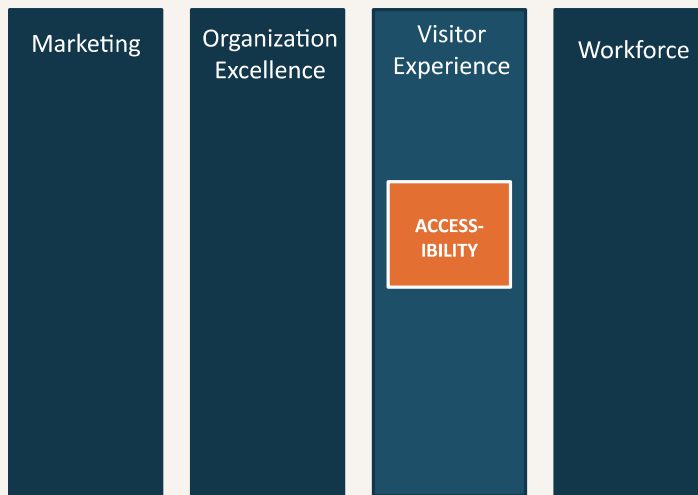 Marketing
Organization
Excellence
Visitor
Experience
Workforce
ACCESS-
IBILITY